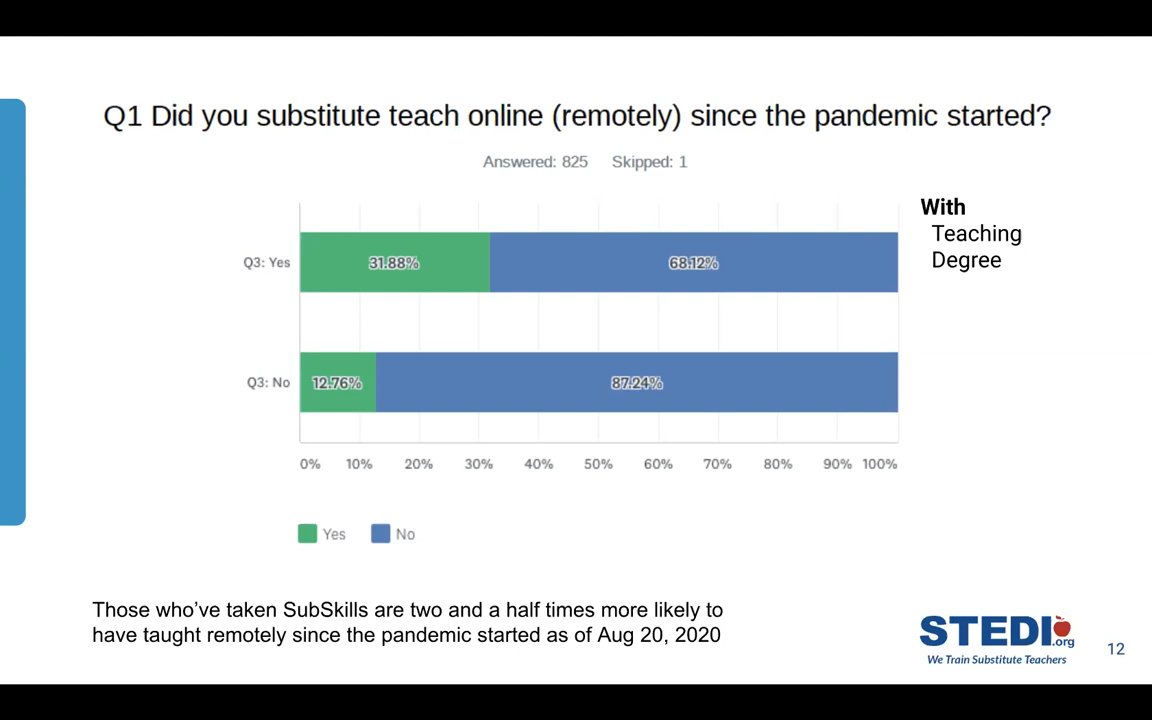 Q1 Did you substitute teach online (remotely) since the pandemic started?
Answered: 825 Skipped: 1
With
Teaching
Degree
Q3: Yes
31.88%
68.12%
Q3: No
12.76%
87.24%
0% 10% 20% 30% 40% 50% 60% 70% 80% 90% 100%
Yes No
Those who’ve taken SubSkills are two and a half times more likely to
have taught remotely since the pandemic started as of Aug 20, 2020
STEDI.org
We Train Substitute Teachers
12